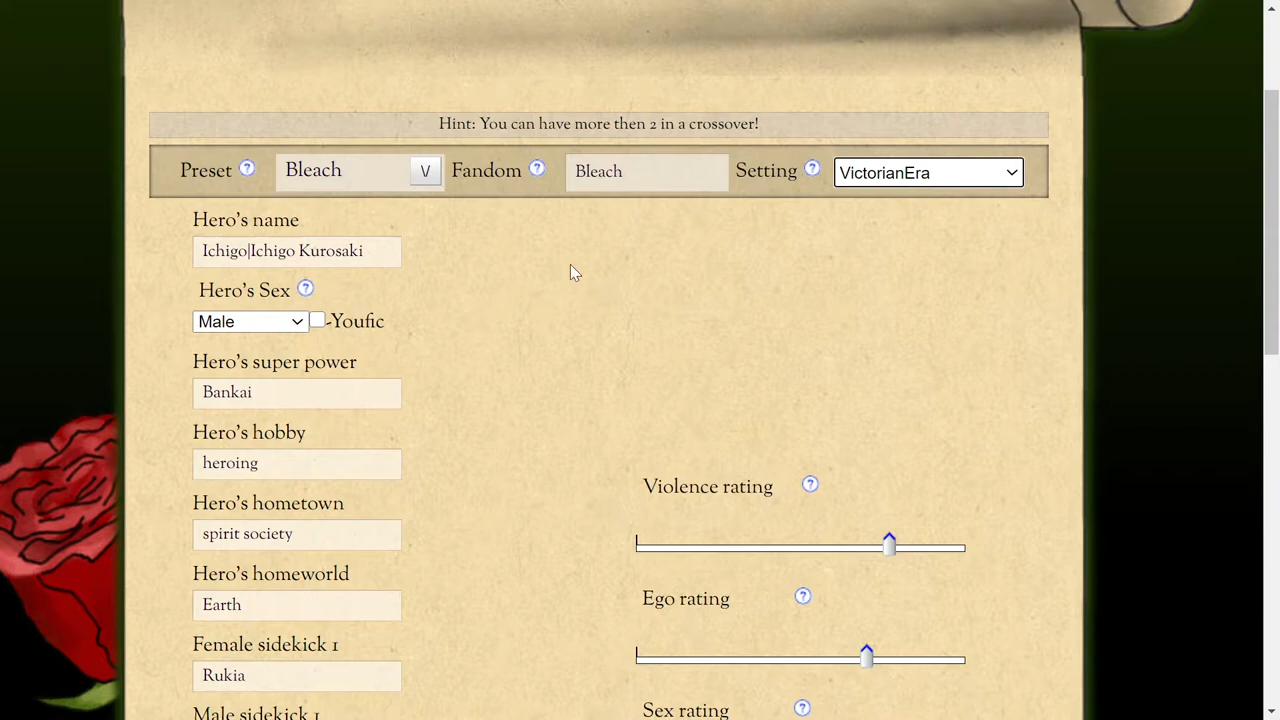 Hint: You can have more then 2 in a crossover!
Preset ? Bleach V Fandom ? Bleach Setting ? VictorianEra
Hero's name
Ichigo|Ichigo Kurosaki
Hero's Sex ?
Male -Youfic
Hero's super power
Bankai
Hero's hobby
heroing
Violence rating ?
Hero's hometown
spirit society
Hero's homeworld
Ego rating ?
Earth
Female sidekick 1
Rukia
Sex rating ?
Male sidekick 1